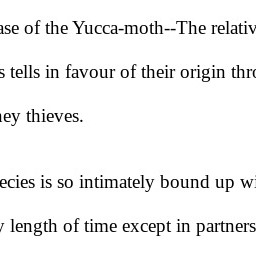 ase of the Yucca-moth--The relativ
s tells in favour of their origin thro
ney thieves.
ecies is so intimately bound up wi
y length of time except in partners